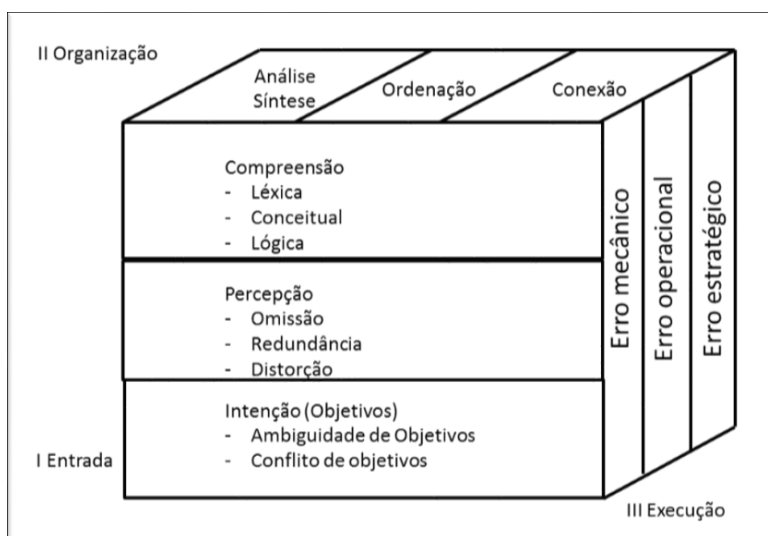 II Organização
Análise
Síntese
Ordenação
Conexão
Compreensão
- Léxica
- Conceitual
- Lógica
Percepção
- Omissão
- Redundância
- Distorção
Intenção (Objetivos)
- Ambiguidade de Objetivos
- Conflito de objetivos
Erro mecânico
Erro operacional
Erro estratégico
I Entrada
III Execução